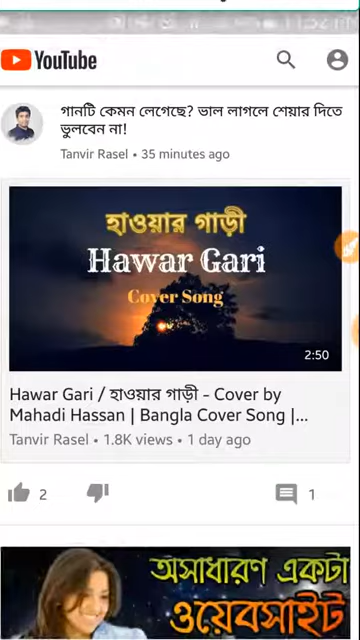 YouTube
গানটি কেমন লেগেছে? ভাল লাগলে শেয়ার দিতে
ভুলবেন না!
Tanvir Rasel • 35 minutes ago
হাওয়ার গাড়ী
Hawar Gari
Cover Song
2:50
Hawar Gari / হাওয়ার গাড়ী - Cover by
Mahadi Hassan | Bangla Cover Song |...
Tanvir Rasel • 1.8K views • 1 day ago
2
1
অসাধারণ একটা
ওয়েবসাইট